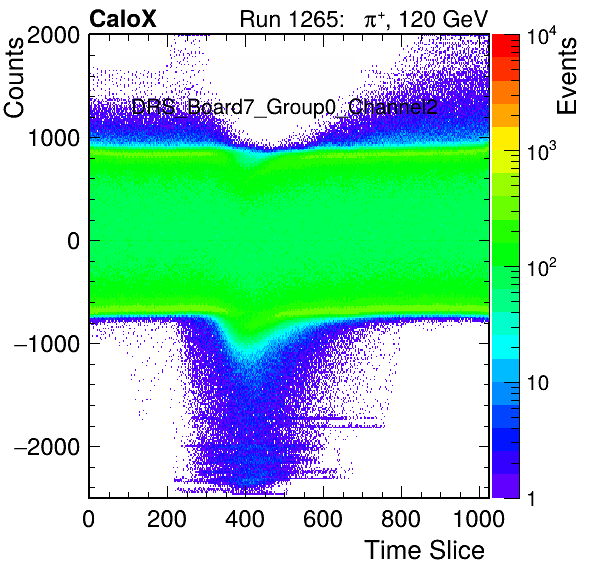 CaloX Run 1265: π⁺, 120 GeV
Counts
2000
1000
0
−1000
−2000
DRS_Board7_Group0_Channel2
0 200 400 600 800 1000
Time Slice
Events
10⁴
10³
10²
10
1